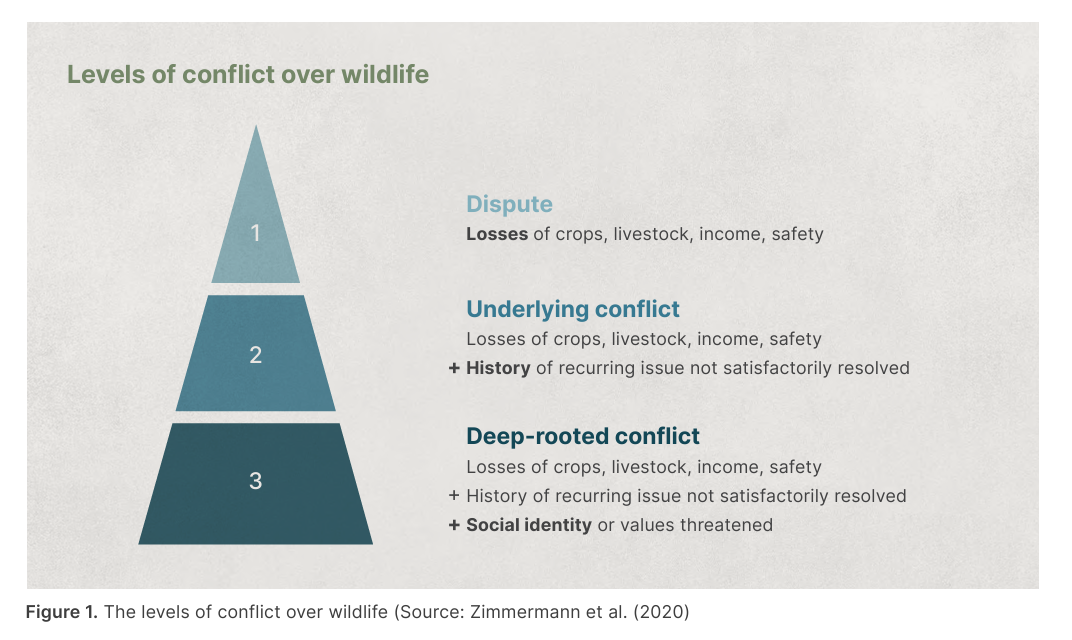 Levels of conflict over wildlife
1
Dispute
Losses of crops, livestock, income, safety
2
Underlying conflict
Losses of crops, livestock, income, safety
+ History of recurring issue not satisfactorily resolved
3
Deep-rooted conflict
Losses of crops, livestock, income, safety
+ History of recurring issue not satisfactorily resolved
+ Social identity or values threatened
Figure 1. The levels of conflict over wildlife (Source: Zimmermann et al. (2020)